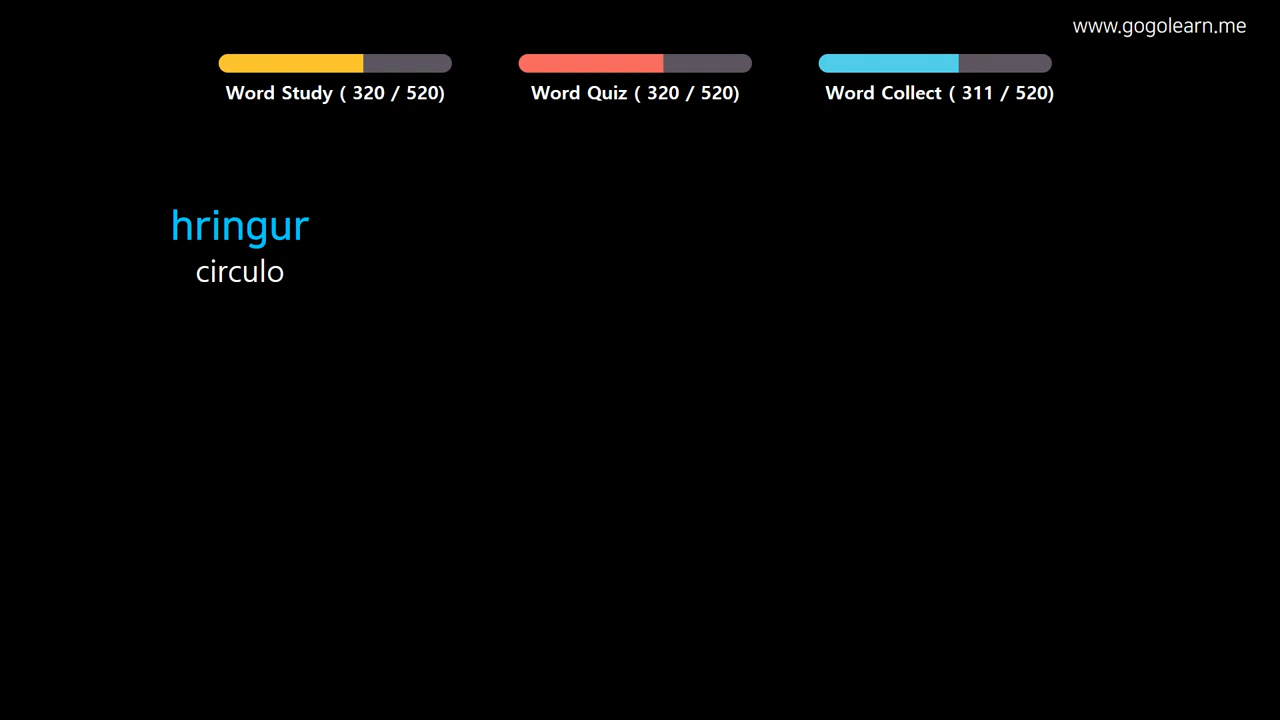 www.gogolearn.me
Word Study ( 320 / 520)
Word Quiz ( 320 / 520)
Word Collect ( 311 / 520)
hringur
circulo